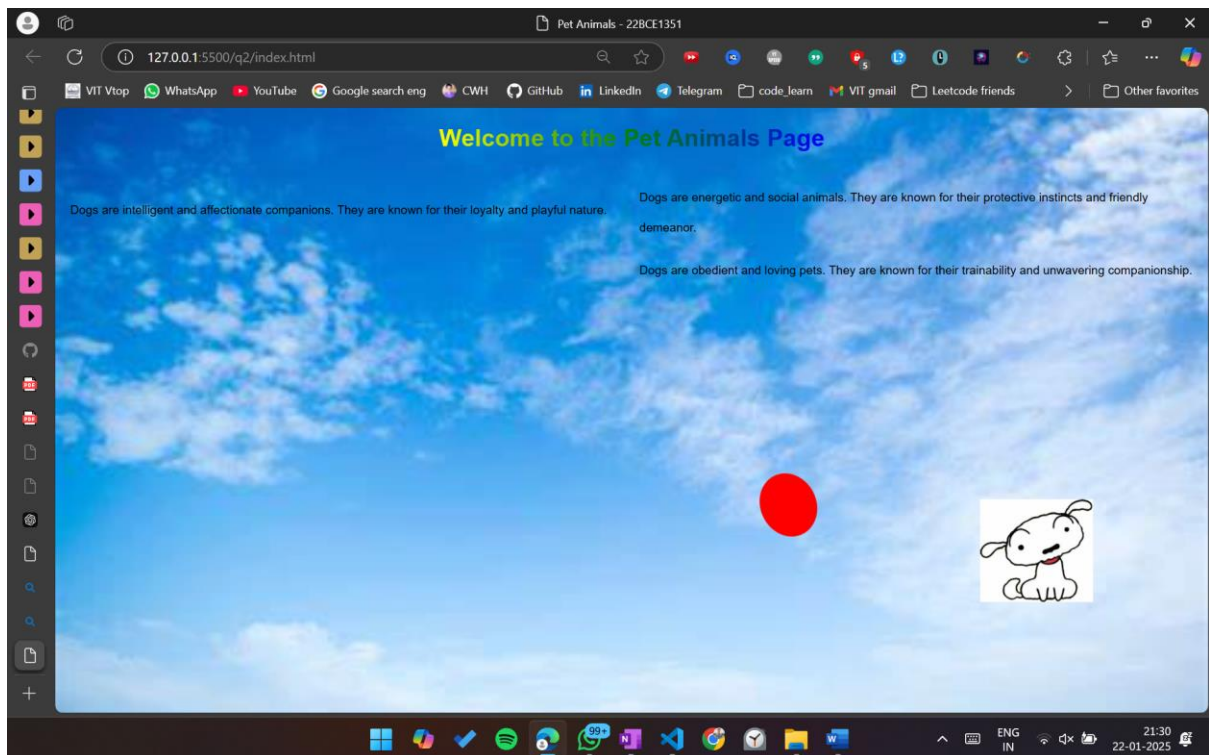 Pet Animals - 22BCE1351
127.0.0.1:5500/q2/index.html
5
VIT Vtop WhatsApp YouTube Google search eng CWH GitHub LinkedIn Telegram code_learn VIT gmail Leetcode friends Other favorites
Welcome to the Pet Animals Page
Dogs are intelligent and affectionate companions. They are known for their loyalty and playful nature.
Dogs are energetic and social animals. They are known for their protective instincts and friendly
demeanor.
Dogs are obedient and loving pets. They are known for their trainability and unwavering companionship.
99+
ENG
IN
21:30
22-01-2025